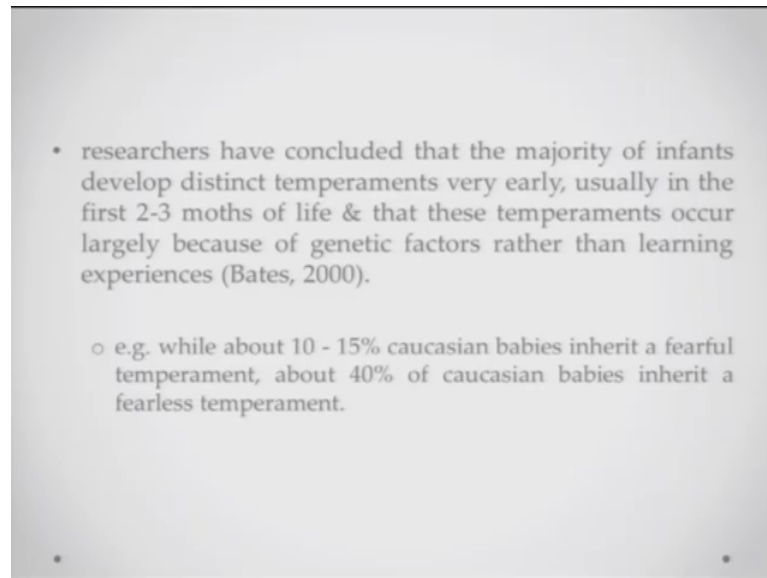 • researchers have concluded that the majority of infants
develop distinct temperaments very early, usually in the
first 2-3 moths of life & that these temperaments occur
largely because of genetic factors rather than learning
experiences (Bates, 2000).
o e.g. while about 10 - 15% caucasian babies inherit a fearful
temperament, about 40% of caucasian babies inherit a
fearless temperament.